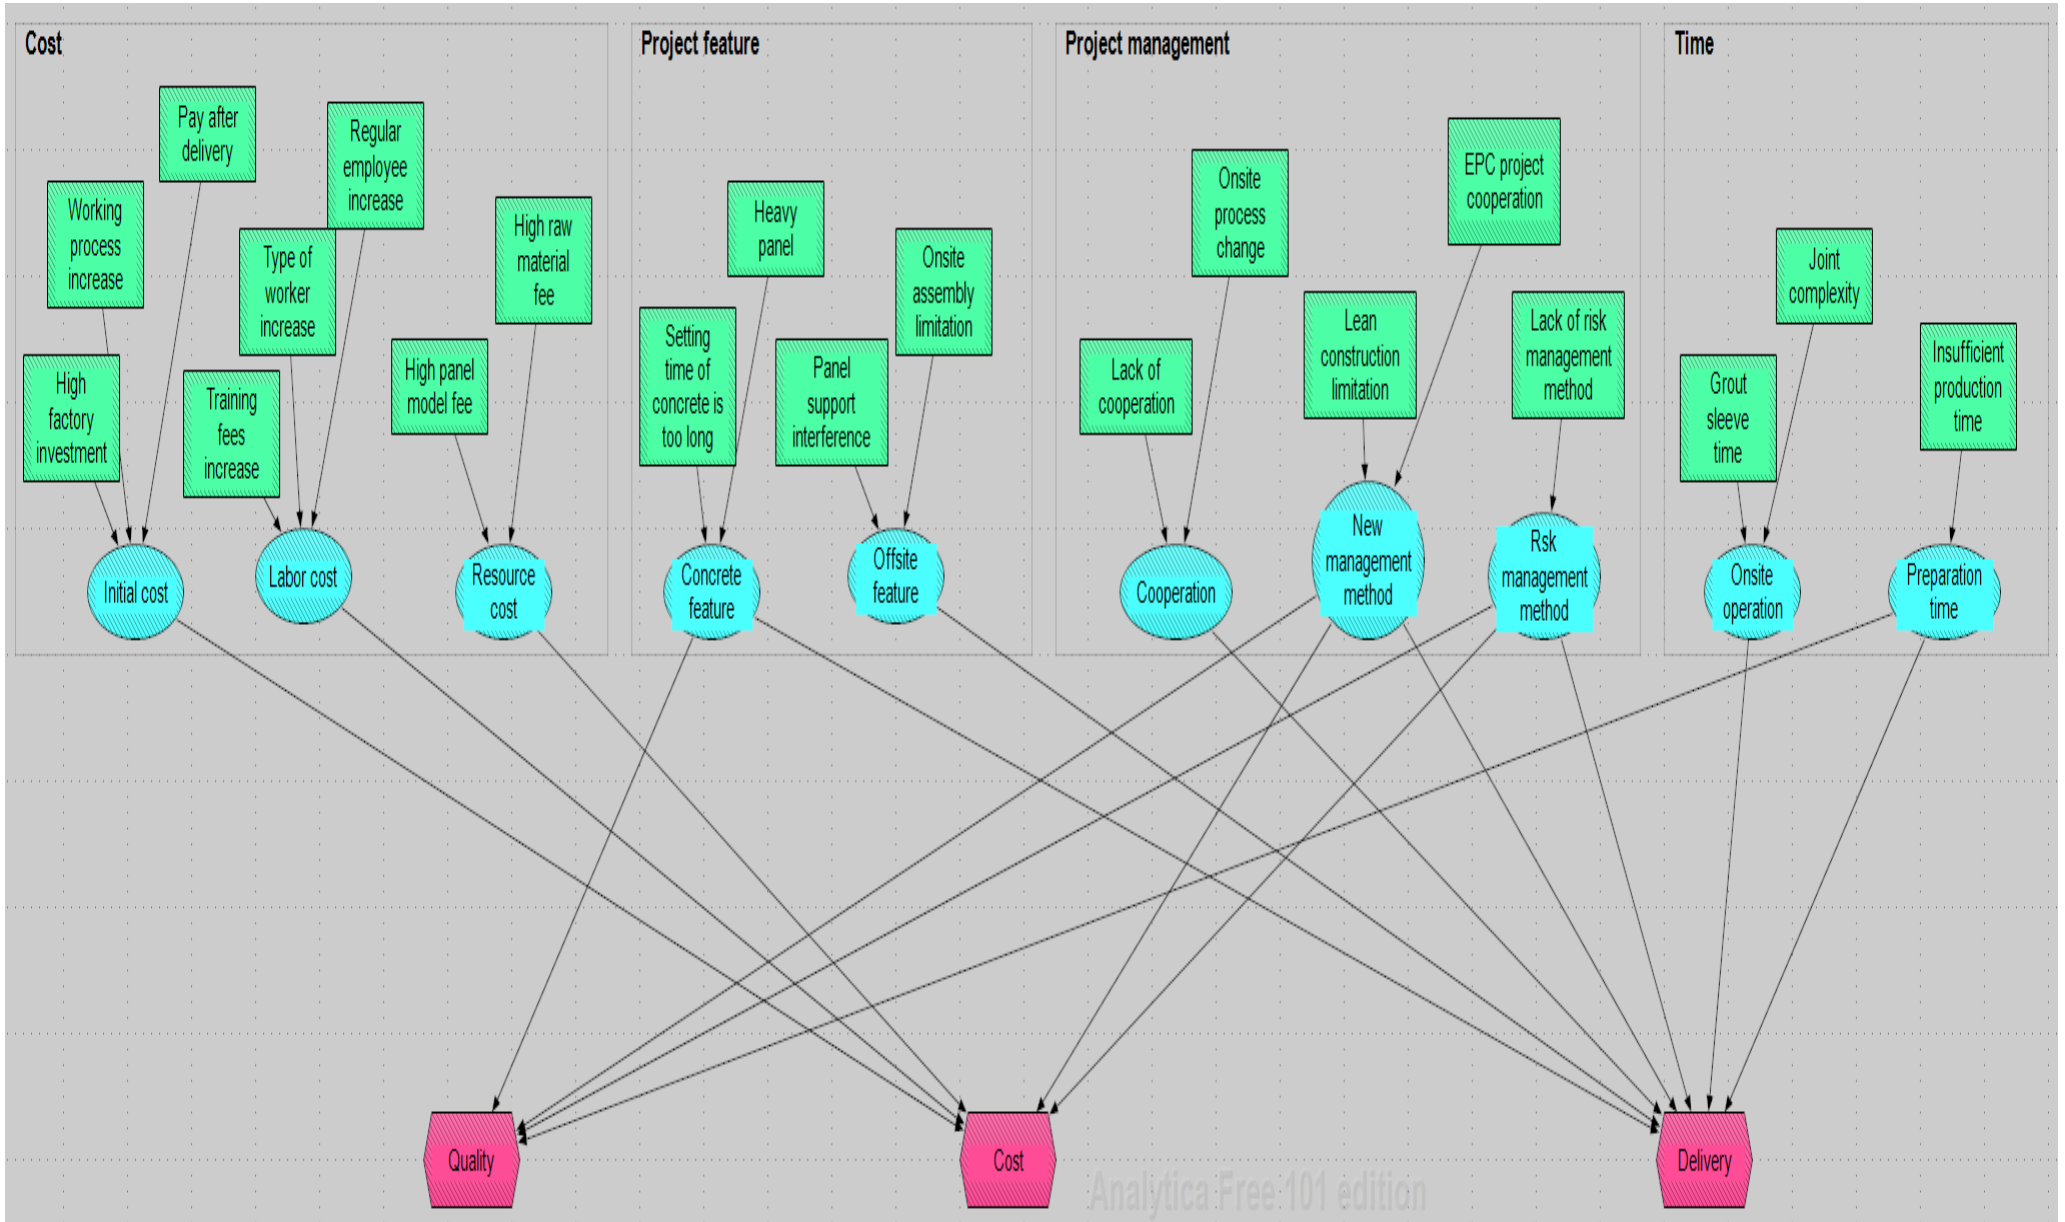 Cost
Project feature
Project management
Time
Pay after
delivery
Regular
employee
increase
Working
process
increase
Type of
worker
increase
High raw
material
fee
High
factory
investment
Training
fees
increase
High panel
model fee
Initial cost
Labor cost
Resource
cost
Heavy
panel
Onsite
assembly
limitation
Setting
time of
concrete is
too long
Panel
support
interference
Concrete
feature
Offsite
feature
EPC project
cooperation
Onsite
process
change
Lean
construction
limitation
Lack of risk
management
method
Lack of
cooperation
Cooperation
New
management
method
Rsk
management
method
Joint
complexity
Insufficient
production
time
Grout
sleeve
time
Onsite
operation
Preparation
time
Quality
Cost
Delivery
Analytica Free 101 edition